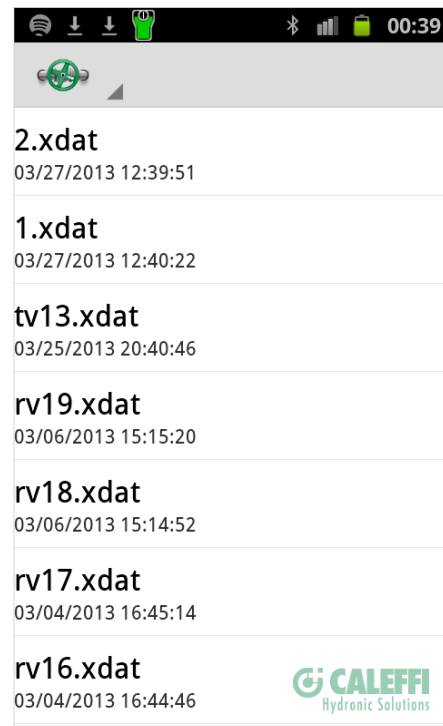 00:39
2.xdat
03/27/2013 12:39:51
1.xdat
03/27/2013 12:40:22
tv13.xdat
03/25/2013 20:40:46
rv19.xdat
03/06/2013 15:15:20
rv18.xdat
03/06/2013 15:14:52
rv17.xdat
03/04/2013 16:45:14
rv16.xdat
03/04/2013 16:44:46
CALEFFI
Hydronic Solutions